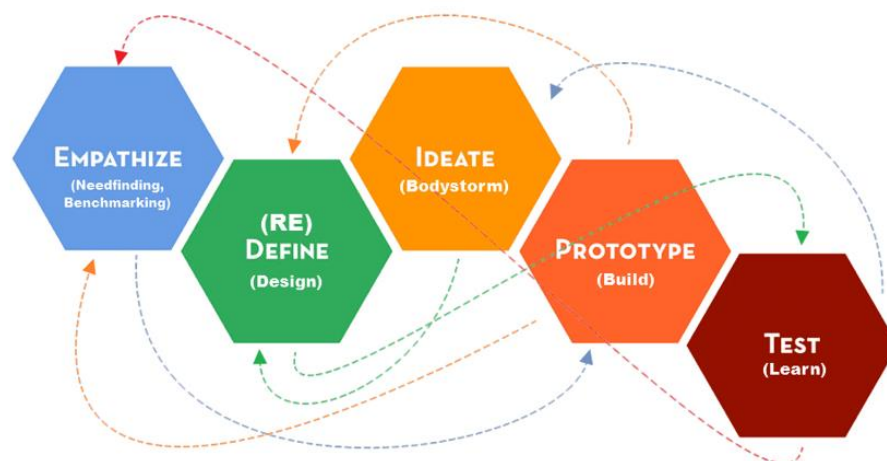 EMPATHIZE
(Needfinding,
Benchmarking)
(RE)
DEFINE
(Design)
IDEATE
(Bodystorm)
PROTOTYPE
(Build)
TEST
(Learn)